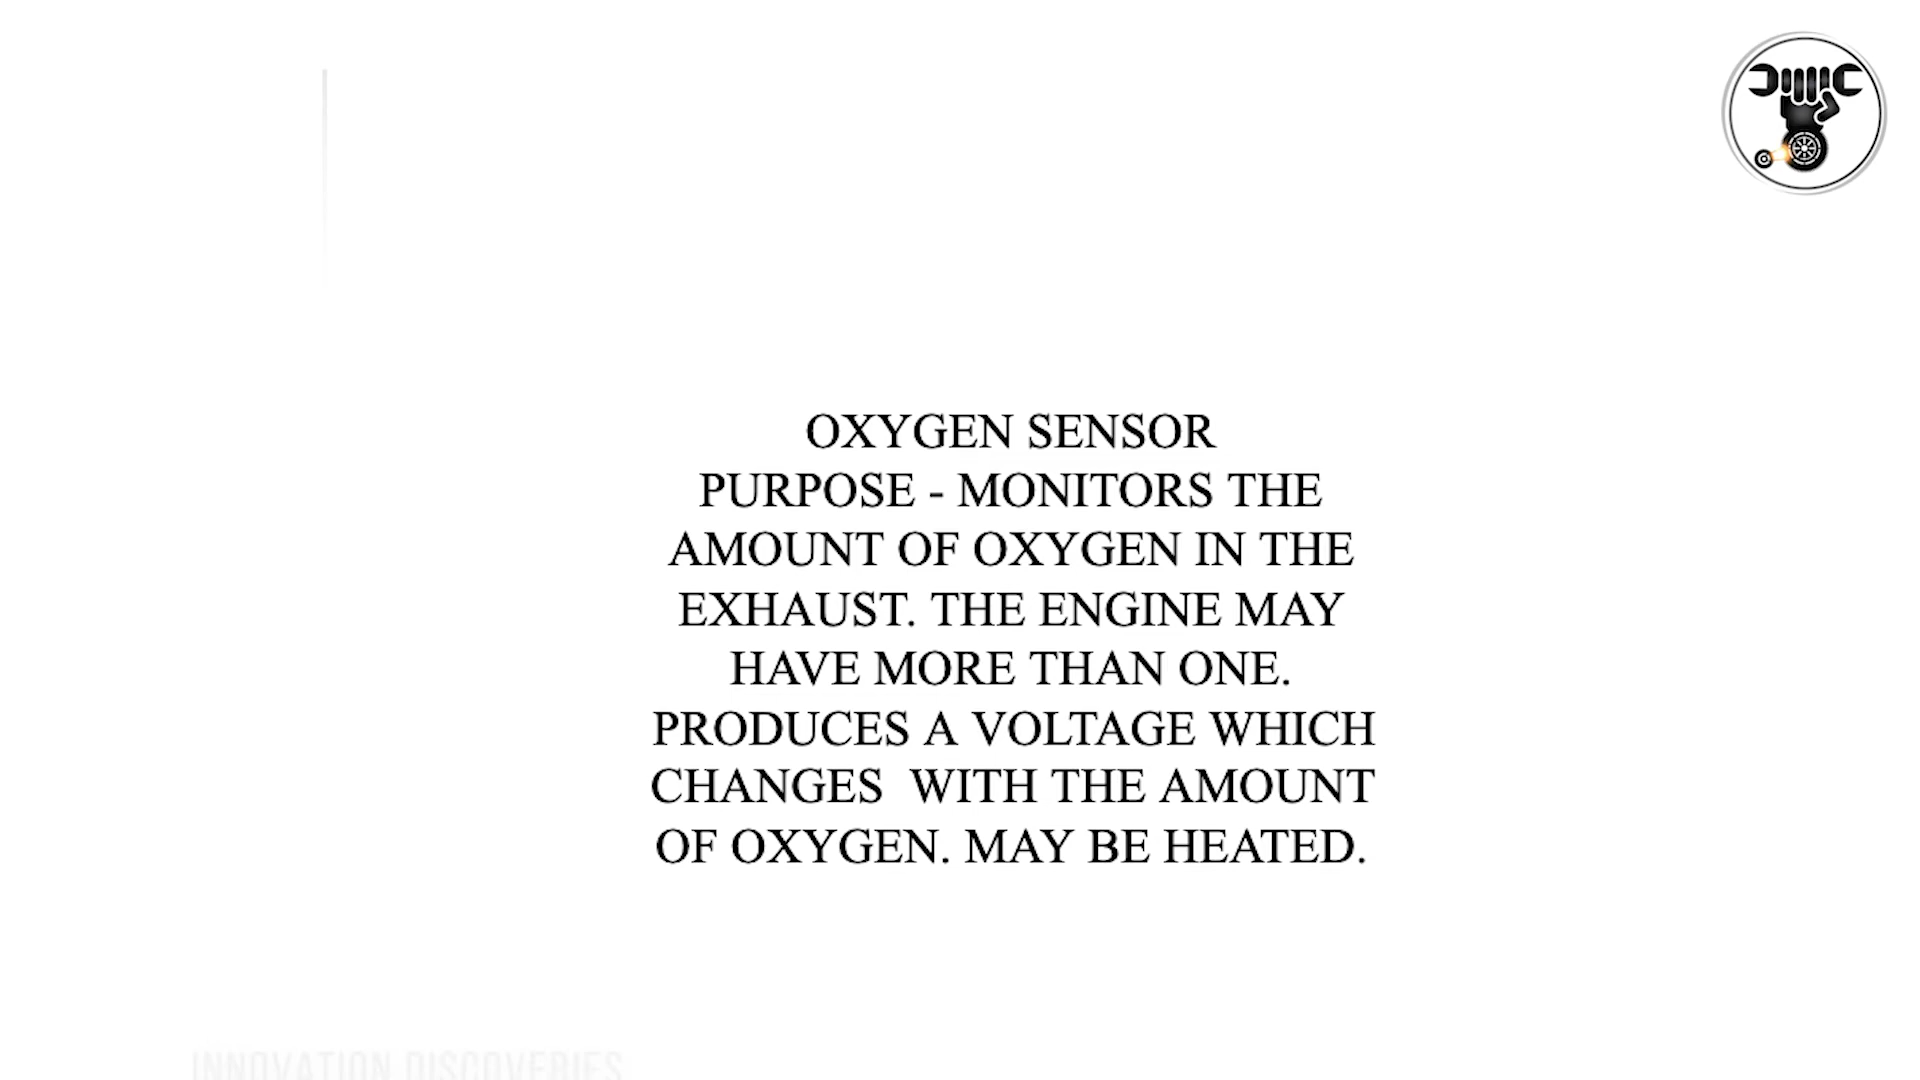 OXYGEN SENSOR
PURPOSE - MONITORS THE
AMOUNT OF OXYGEN IN THE
EXHAUST. THE ENGINE MAY
HAVE MORE THAN ONE.
PRODUCES A VOLTAGE WHICH
CHANGES  WITH THE AMOUNT
OF OXYGEN. MAY BE HEATED.
INNOVATION DISCOVERIES